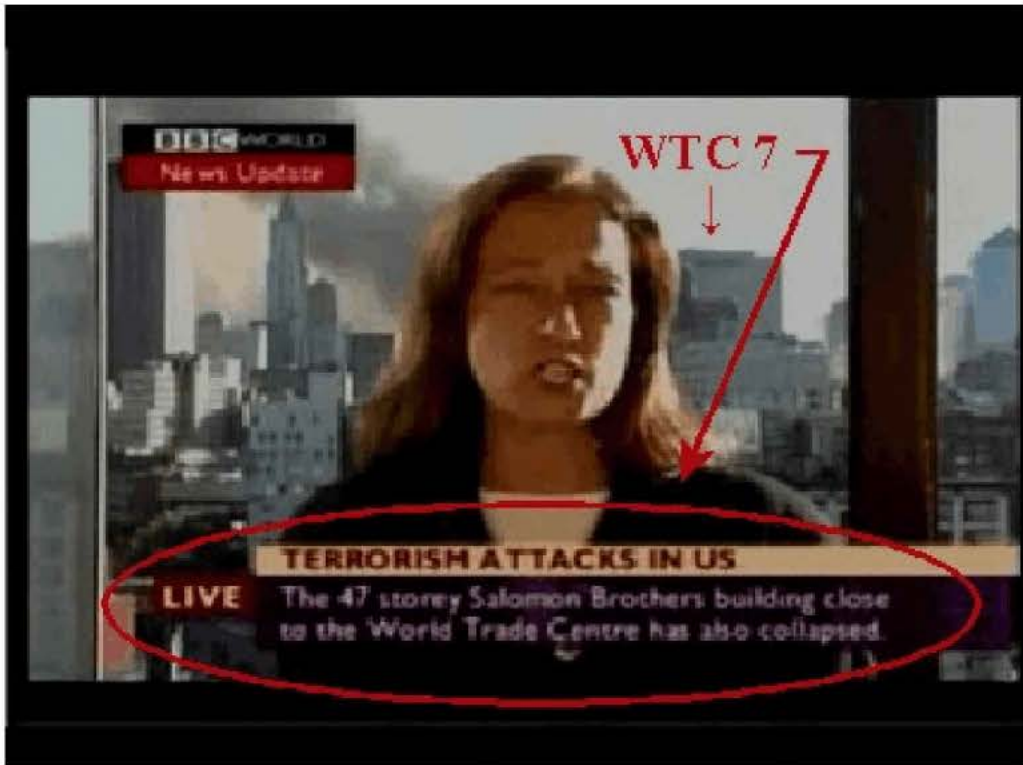 BBC WORLD
News Update
WTC 7
TERRORISM ATTACKS IN US
LIVE
The 47 storey Salomon Brothers building close
to the World Trade Centre has also collapsed.